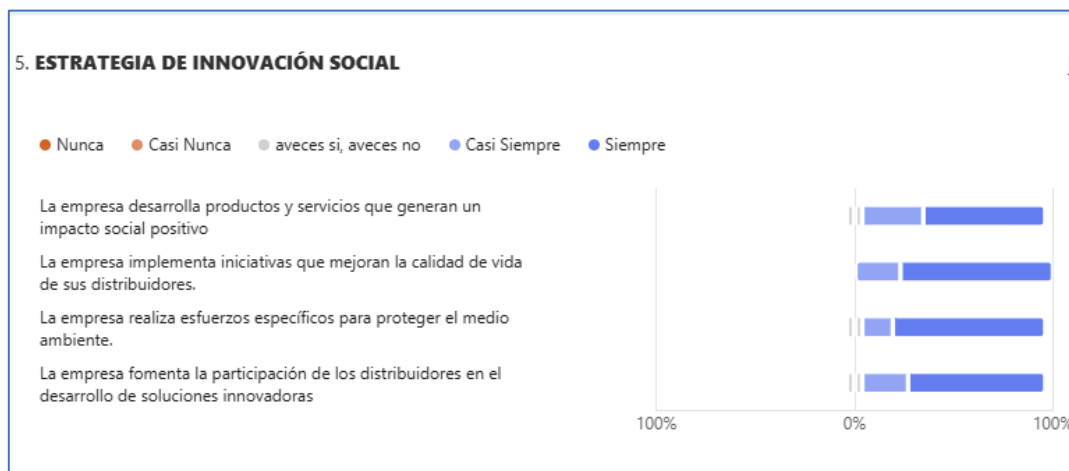 5. ESTRATEGIA DE INNOVACIÓN SOCIAL
Nunca Casi Nunca aveces si, aveces no Casi Siempre Siempre
La empresa desarrolla productos y servicios que generan un
impacto social positivo
La empresa implementa iniciativas que mejoran la calidad de vida
de sus distribuidores.
La empresa realiza esfuerzos específicos para proteger el medio
ambiente.
La empresa fomenta la participación de los distribuidores en el
desarrollo de soluciones innovadoras
100% 0% 100%